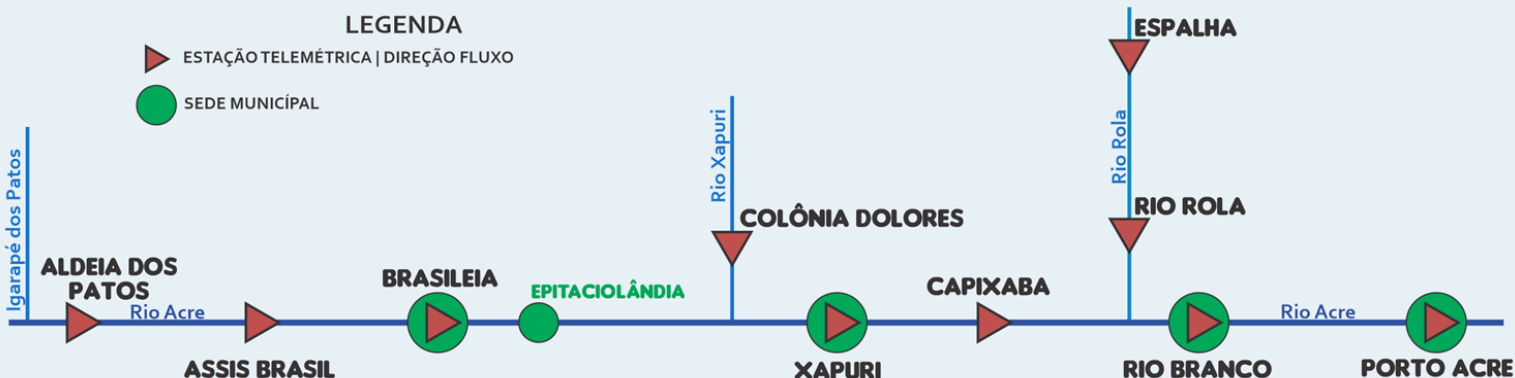 LEGENDA
ESTAÇÃO TELEMÉTRICA | DIREÇÃO FLUXO
SEDE MUNICÍPAL
Igarapé dos Patos
ALDEIA DOS
PATOS
Rio Acre
ASSIS BRASIL
BRASILEIA
EPITACIOLÂNDIA
Rio Xapuri
COLÔNIA DOLORES
XAPURI
CAPIXABA
ESPALHA
Rio Rola
RIO ROLA
RIO BRANCO
Rio Acre
PORTO ACRE